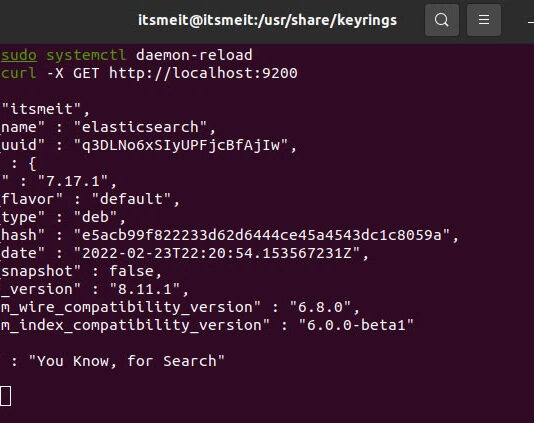 itsmeit@itsmeit:/usr/share/keyrings
sudo systemctl daemon-reload
curl -X GET http://localhost:9200
"itsmeit",
name" : "elasticsearch",
uuid" : "q3DLNo6xSIyUPFjcBfAjIw",
: {
" : "7.17.1",
flavor" : "default",
type" : "deb",
hash" : "e5acb99f822233d62d6444ce45a4543dc1c8059a",
date" : "2022-02-23T22:20:54.153567231Z",
snapshot" : false,
_version" : "8.11.1",
m_wire_compatibility_version" : "6.8.0",
m_index_compatibility_version" : "6.0.0-beta1"
: "You Know, for Search"